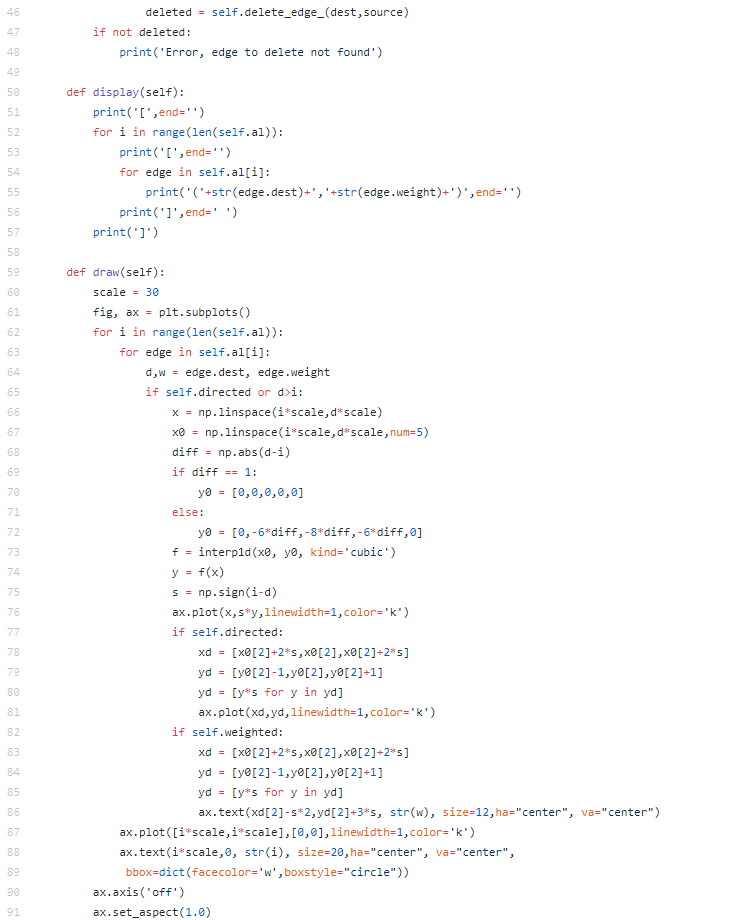 46                 deleted = self.delete_edge_(dest,source)
47         if not deleted:
48             print('Error, edge to delete not found')
49
50     def display(self):
51         print('[',end='')
52         for i in range(len(self.al)):
53             print('[',end='')
54             for edge in self.al[i]:
55                 print('('+str(edge.dest)+','+str(edge.weight)+')',end='')
56             print(']',end=' ')
57         print(']')
58
59     def draw(self):
60         scale = 30
61         fig, ax = plt.subplots()
62         for i in range(len(self.al)):
63             for edge in self.al[i]:
64                 d,w = edge.dest, edge.weight
65                 if self.directed or d>i:
66                     x = np.linspace(i*scale,d*scale)
67                     x0 = np.linspace(i*scale,d*scale,num=5)
68                     diff = np.abs(d-i)
69                     if diff == 1:
70                         y0 = [0,0,0,0,0]
71                     else:
72                         y0 = [0,-6*diff,-8*diff,-6*diff,0]
73                     f = interp1d(x0, y0, kind='cubic')
74                     y = f(x)
75                     s = np.sign(i-d)
76                     ax.plot(x,s*y,linewidth=1,color='k')
77                     if self.directed:
78                         xd = [x0[2]+2*s,x0[2],x0[2]+2*s]
79                         yd = [y0[2]-1,y0[2],y0[2]+1]
80                         yd = [y*s for y in yd]
81                         ax.plot(xd,yd,linewidth=1,color='k')
82                     if self.weighted:
83                         xd = [x0[2]+2*s,x0[2],x0[2]+2*s]
84                         yd = [y0[2]-1,y0[2],y0[2]+1]
85                         yd = [y*s for y in yd]
86                         ax.text(xd[2]-s*2,yd[2]+3*s, str(w), size=12,ha="center", va="center")
87             ax.plot([i*scale,i*scale],[0,0],linewidth=1,color='k')
88             ax.text(i*scale,0, str(i), size=20,ha="center", va="center",
89              bbox=dict(facecolor='w',boxstyle="circle"))
90         ax.axis('off')
91         ax.set_aspect(1.0)